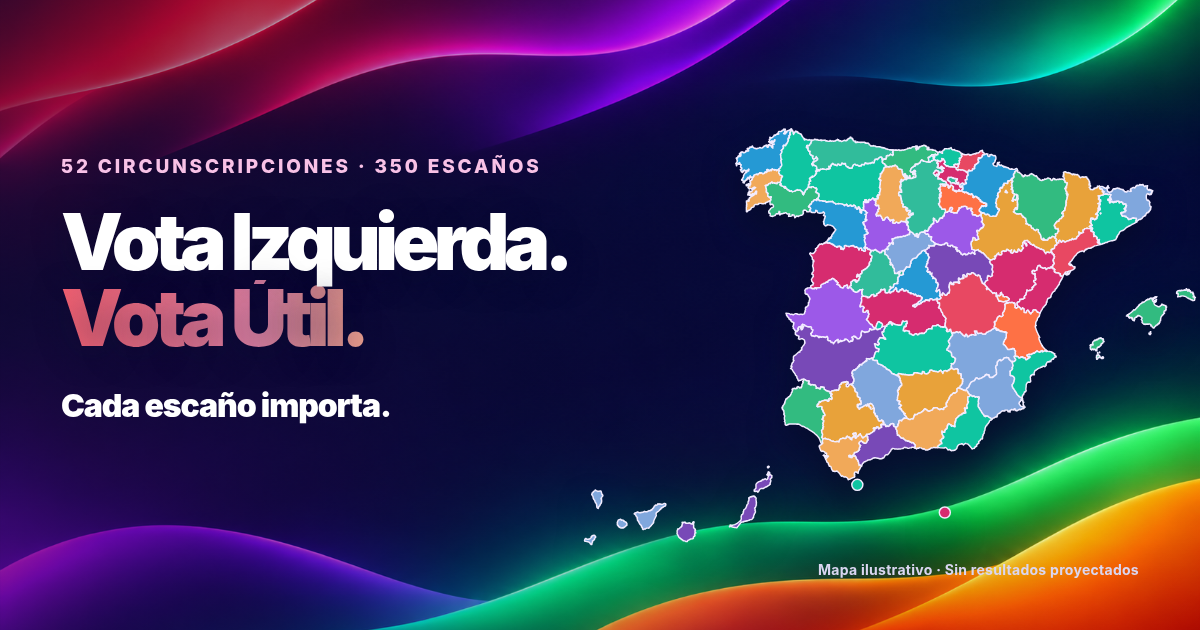 52 CIRCUNSCRIPCIONES · 350 ESCAÑOS
Vota Izquierda.
Vota Útil.
Cada escaño importa.
Mapa ilustrativo · Sin resultados proyectados